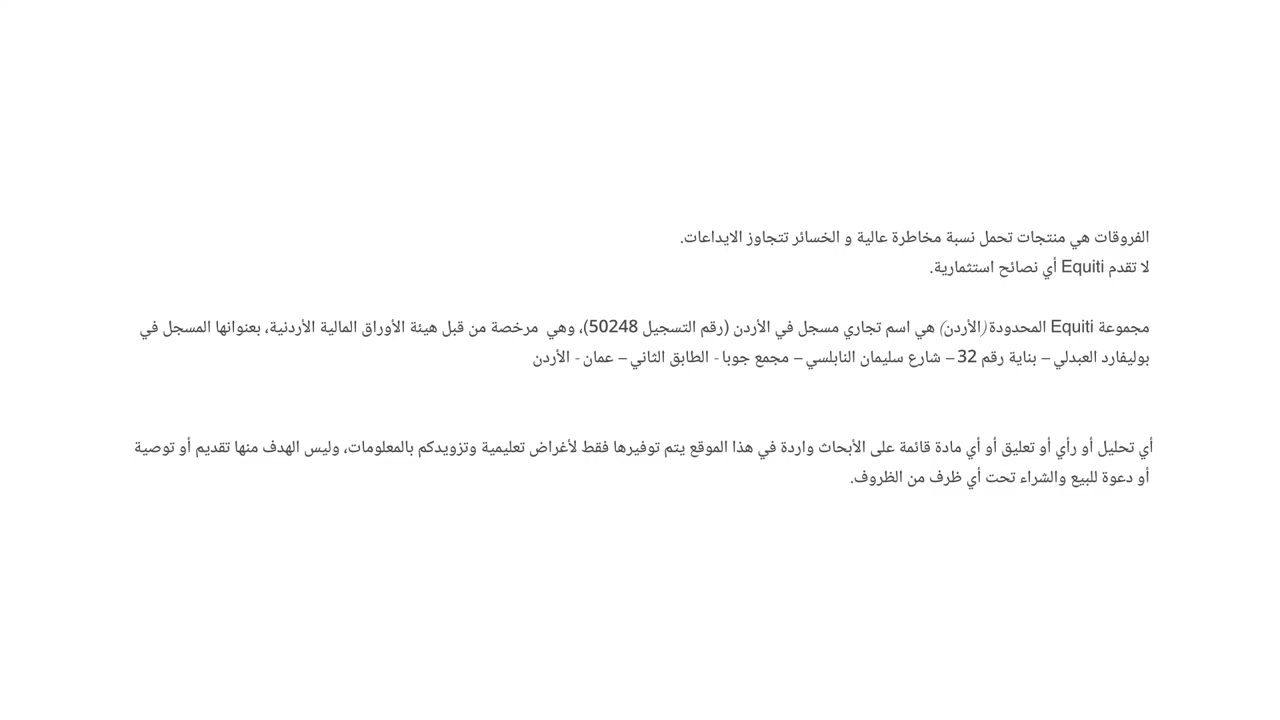 الفروقات هي منتجات تحمل نسبة مخاطرة عالية و الخسائر تتجاوز الايداعات.
لا تقدم Equiti أي نصائح استثمارية.
مجموعة Equiti المحدودة (الأردن) هي اسم تجاري مسجل في الأردن (رقم التسجيل 50248)، وهي مرخصة من قبل هيئة الأوراق المالية الأردنية، بعنوانها المسجل في
بوليفارد العبدلي – بناية رقم 32 – شارع سليمان النابلسي – مجمع جوبا - الطابق الثاني – عمان - الأردن
أي تحليل أو رأي أو تعليق أو أي مادة قائمة على الأبحاث واردة في هذا الموقع يتم توفيرها فقط لأغراض تعليمية وتزويدكم بالمعلومات، وليس الهدف منها تقديم أو توصية
أو دعوة للبيع والشراء تحت أي ظرف من الظروف.